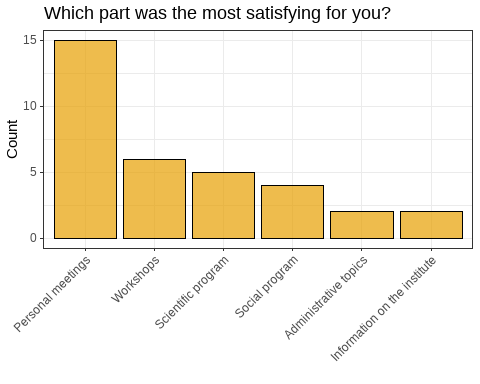 Which part was the most satisfying for you?
Count
15
10
5
0
Personal meetings
Workshops
Scientific program
Social program
Administrative topics
Information on the institute